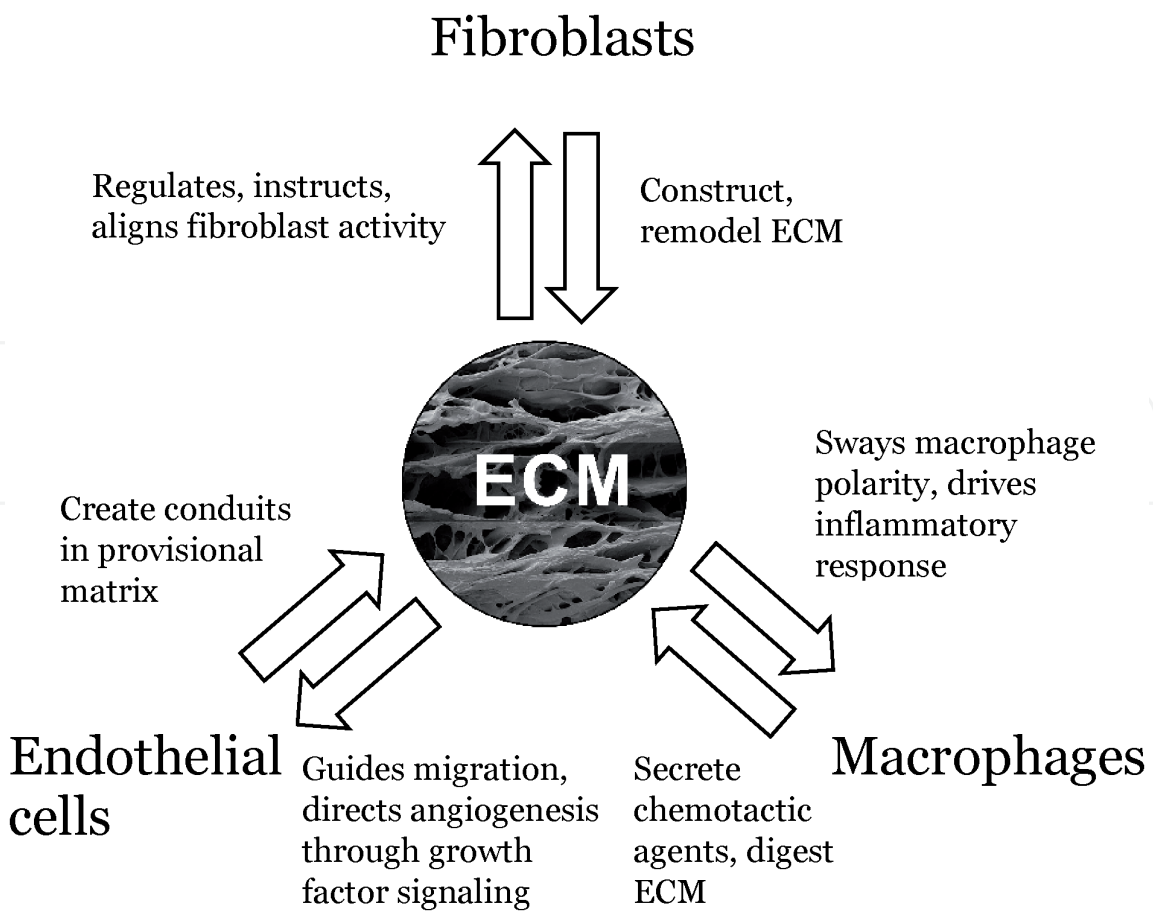 Fibroblasts
Regulates, instructs,
aligns fibroblast activity
Construct,
remodel ECM
ECM
Sways macrophage
polarity, drives
inflammatory
response
Create conduits
in provisional
matrix
Endothelial
cells
Guides migration,
directs angiogenesis
through growth
factor signaling
Secrete
chemotactic
agents, digest
ECM
Macrophages